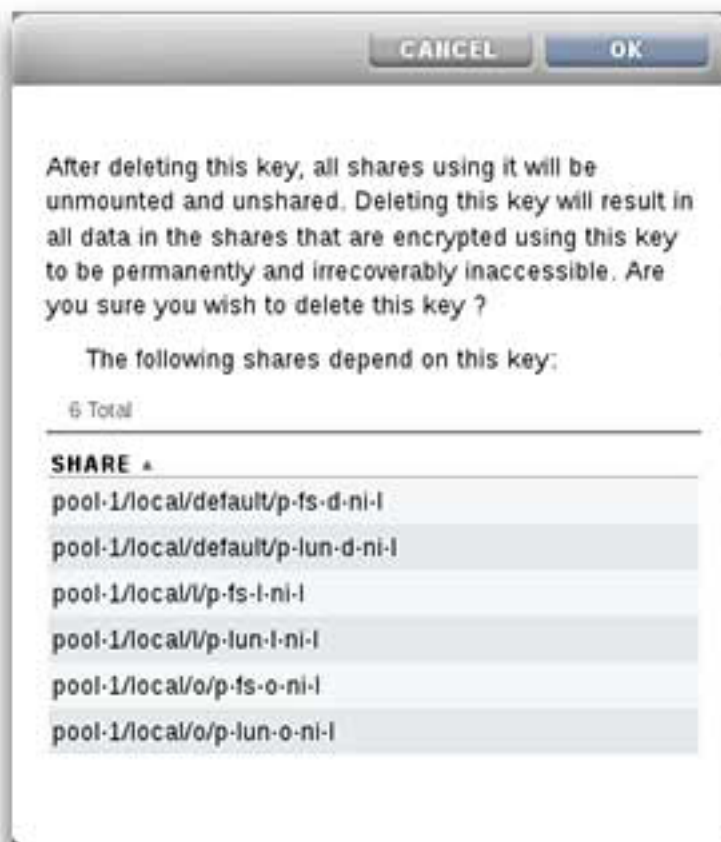 CANCEL OK
After deleting this key, all shares using it will be
unmounted and unshared. Deleting this key will result in
all data in the shares that are encrypted using this key
to be permanently and irrecoverably inaccessible. Are
you sure you wish to delete this key ?
The following shares depend on this key:
6 Total
SHARE
pool-1/local/default/p-fs-d-ni-l
pool-1/local/default/p-lun-d-ni-l
pool-1/local/l/p-fs-l-ni-l
pool-1/local/l/p-lun-l-ni-l
pool-1/local/o/p-fs-o-ni-l
pool-1/local/o/p-lun-o-ni-l